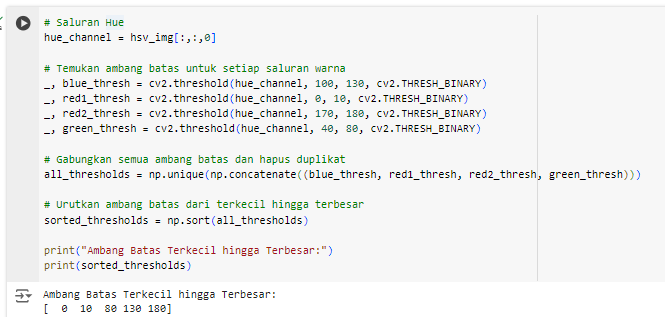 # Saluran Hue
hue_channel = hsv_img[:,:,0]
# Temukan ambang batas untuk setiap saluran warna
_, blue_thresh = cv2.threshold(hue_channel, 100, 130, cv2.THRESH_BINARY)
_, red1_thresh = cv2.threshold(hue_channel, 0, 10, cv2.THRESH_BINARY)
_, red2_thresh = cv2.threshold(hue_channel, 170, 180, cv2.THRESH_BINARY)
_, green_thresh = cv2.threshold(hue_channel, 40, 80, cv2.THRESH_BINARY)
# Gabungkan semua ambang batas dan hapus duplikat
all_thresholds = np.unique(np.concatenate((blue_thresh, red1_thresh, red2_thresh, green_thresh)))
# Urutkan ambang batas dari terkecil hingga terbesar
sorted_thresholds = np.sort(all_thresholds)
print("Ambang Batas Terkecil hingga Terbesar:")
print(sorted_thresholds)
Ambang Batas Terkecil hingga Terbesar:
[  0  10  80 130 180]